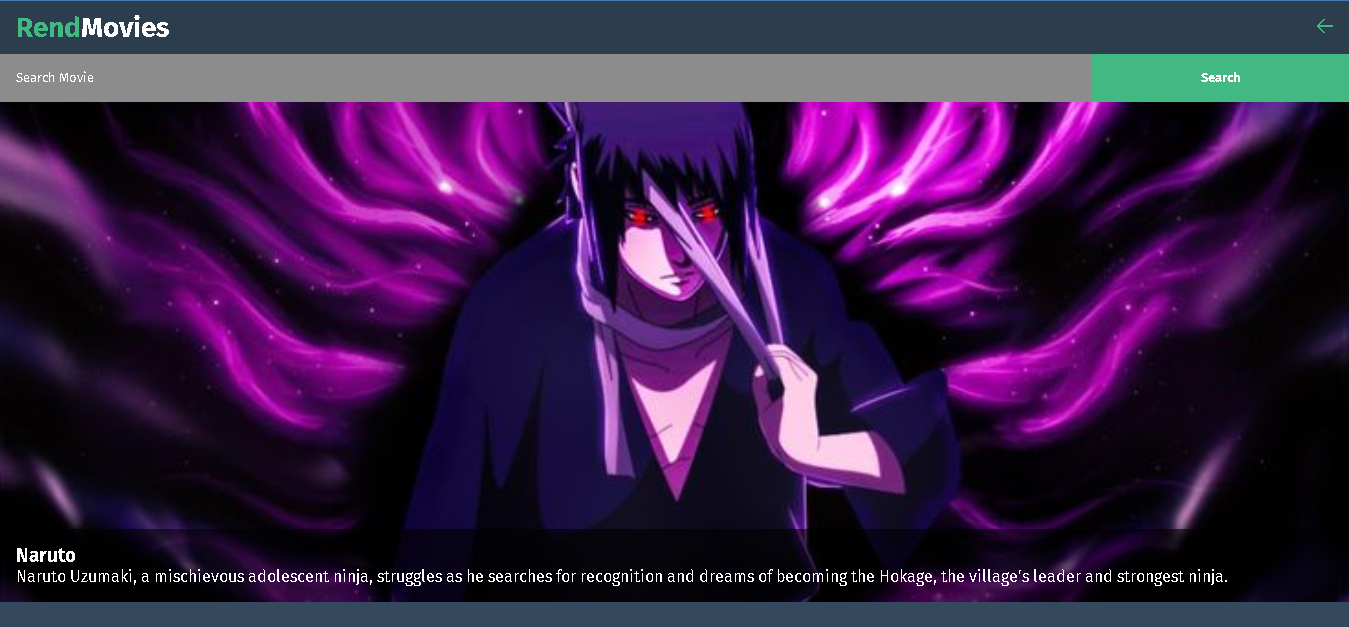 RendMovies
Search Movie
Search
Naruto
Naruto Uzumaki, a mischievous adolescent ninja, struggles as he searches for recognition and dreams of becoming the Hokage, the village's leader and strongest ninja.